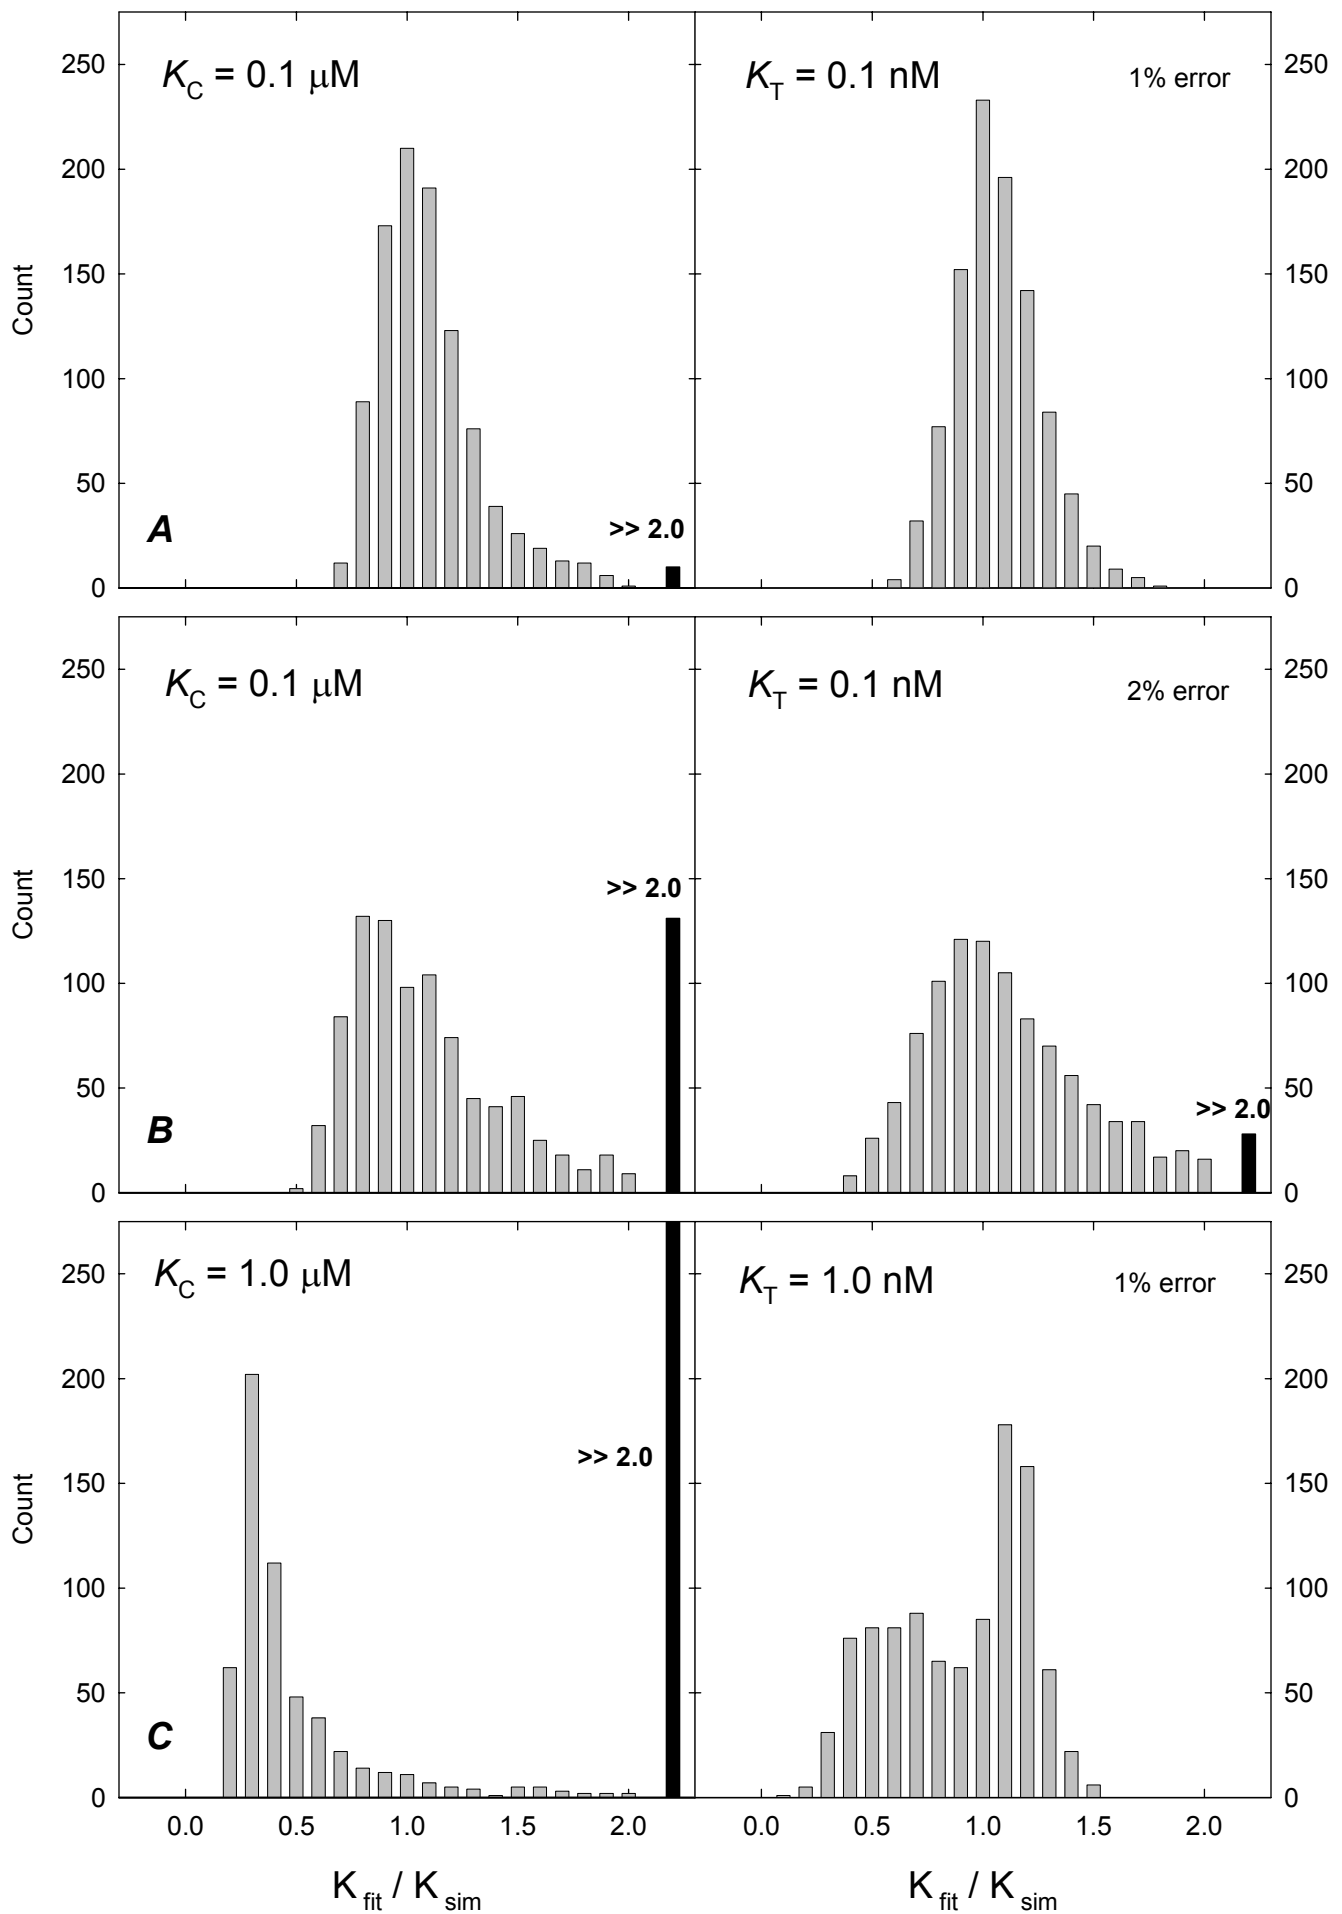 250
200
150
100
50
0
Count
K_C = 0.1 μM
A
>> 2.0
K_T = 0.1 nM
1% error
250
200
150
100
50
0
250
200
150
100
50
0
Count
K_C = 0.1 μM
B
>> 2.0
K_T = 0.1 nM
2% error
>> 2.0
250
200
150
100
50
0
250
200
150
100
50
0
Count
K_C = 1.0 μM
C
>> 2.0
K_T = 1.0 nM
1% error
250
200
150
100
50
0
0.0 0.5 1.0 1.5 2.0
0.0 0.5 1.0 1.5 2.0
K_fit / K_sim
K_fit / K_sim